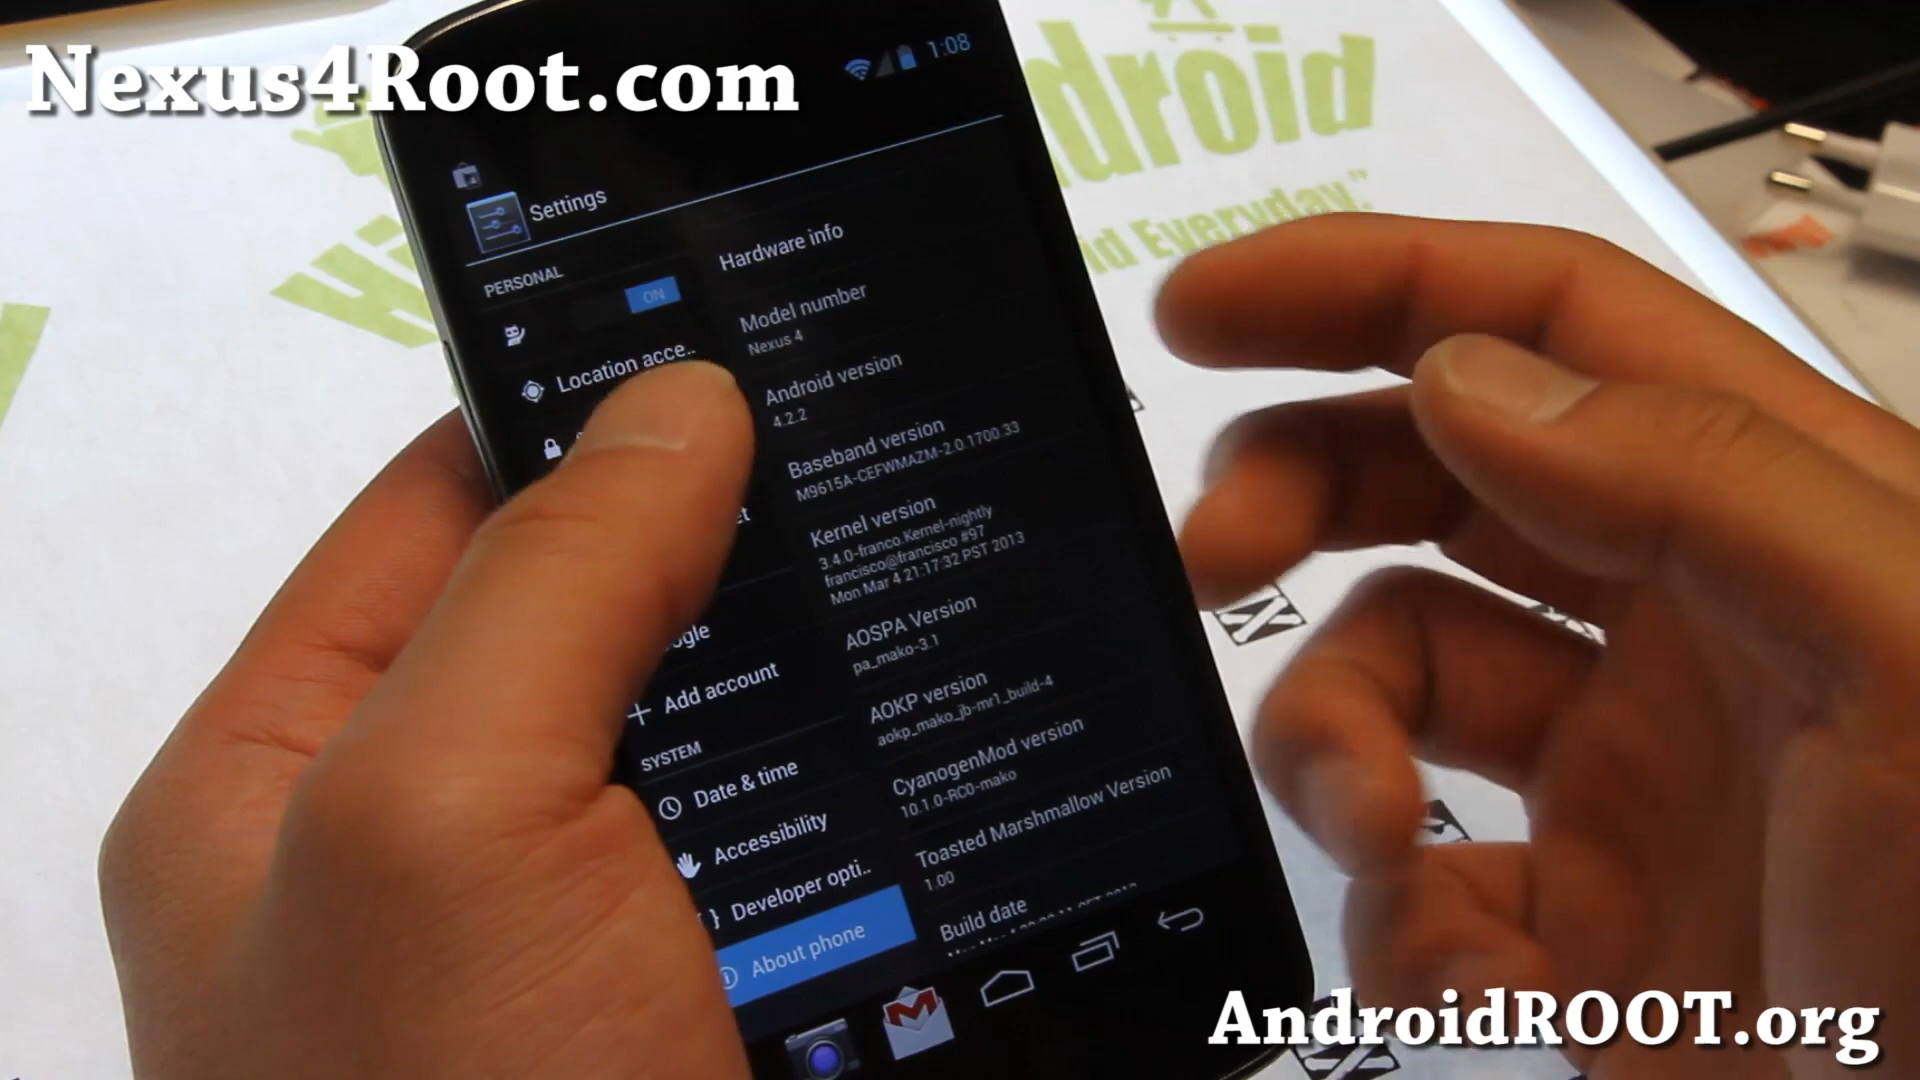 Nexus4Root.com
1:08
Settings
PERSONAL
ON
Location acce..
Add account
SYSTEM
Date & time
Accessibility
Developer opti..
About phone
Hardware info
Model number
Nexus 4
Android version
4.2.2
Baseband version
M9615A-CEFWMAZM-2.0.1700.33
Kernel version
3.4.0-franco.Kernel-nightly
francisco@francisco #97
Mon Mar 4 21:17:32 PST 2013
AOSPA Version
pa_mako-3.1
AOKP version
aokp_mako_jb-mr1_build-4
CyanogenMod version
10.1.0-RC0-mako
Toasted Marshmallow Version
1.00
Build date
droid
id Everyday."
Hi
AndroidROOT.org